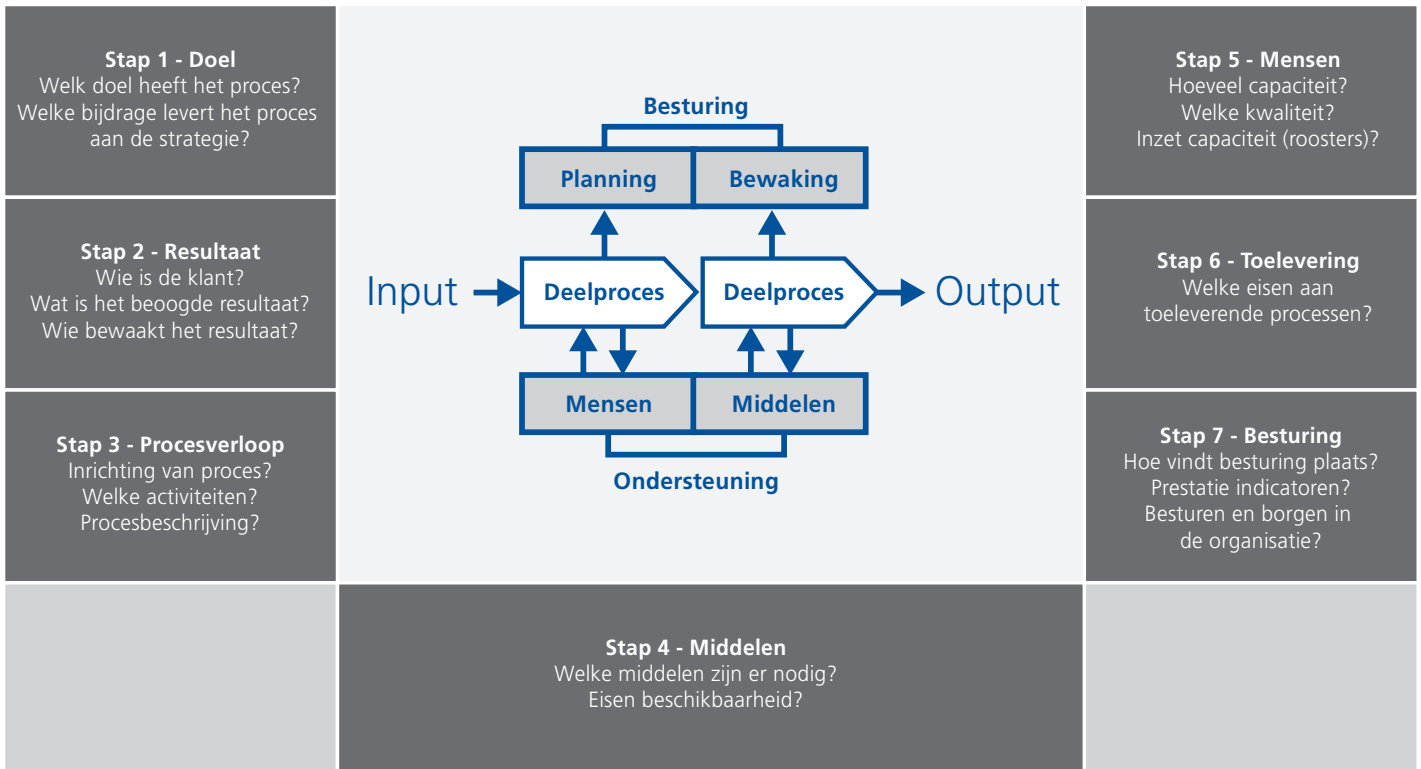 Stap 1 - Doel
Welk doel heeft het proces?
Welke bijdrage levert het proces
aan de strategie?
Stap 2 - Resultaat
Wie is de klant?
Wat is het beoogde resultaat?
Wie bewaakt het resultaat?
Stap 3 - Procesverloop
Inrichting van proces?
Welke activiteiten?
Procesbeschrijving?
Besturing
Planning
Bewaking
Input
Deelproces
Deelproces
Output
Mensen
Middelen
Ondersteuning
Stap 4 - Middelen
Welke middelen zijn er nodig?
Eisen beschikbaarheid?
Stap 5 - Mensen
Hoeveel capaciteit?
Welke kwaliteit?
Inzet capaciteit (roosters)?
Stap 6 - Toelevering
Welke eisen aan
toeleverende processen?
Stap 7 - Besturing
Hoe vindt besturing plaats?
Prestatie indicatoren?
Besturen en borgen in
de organisatie?